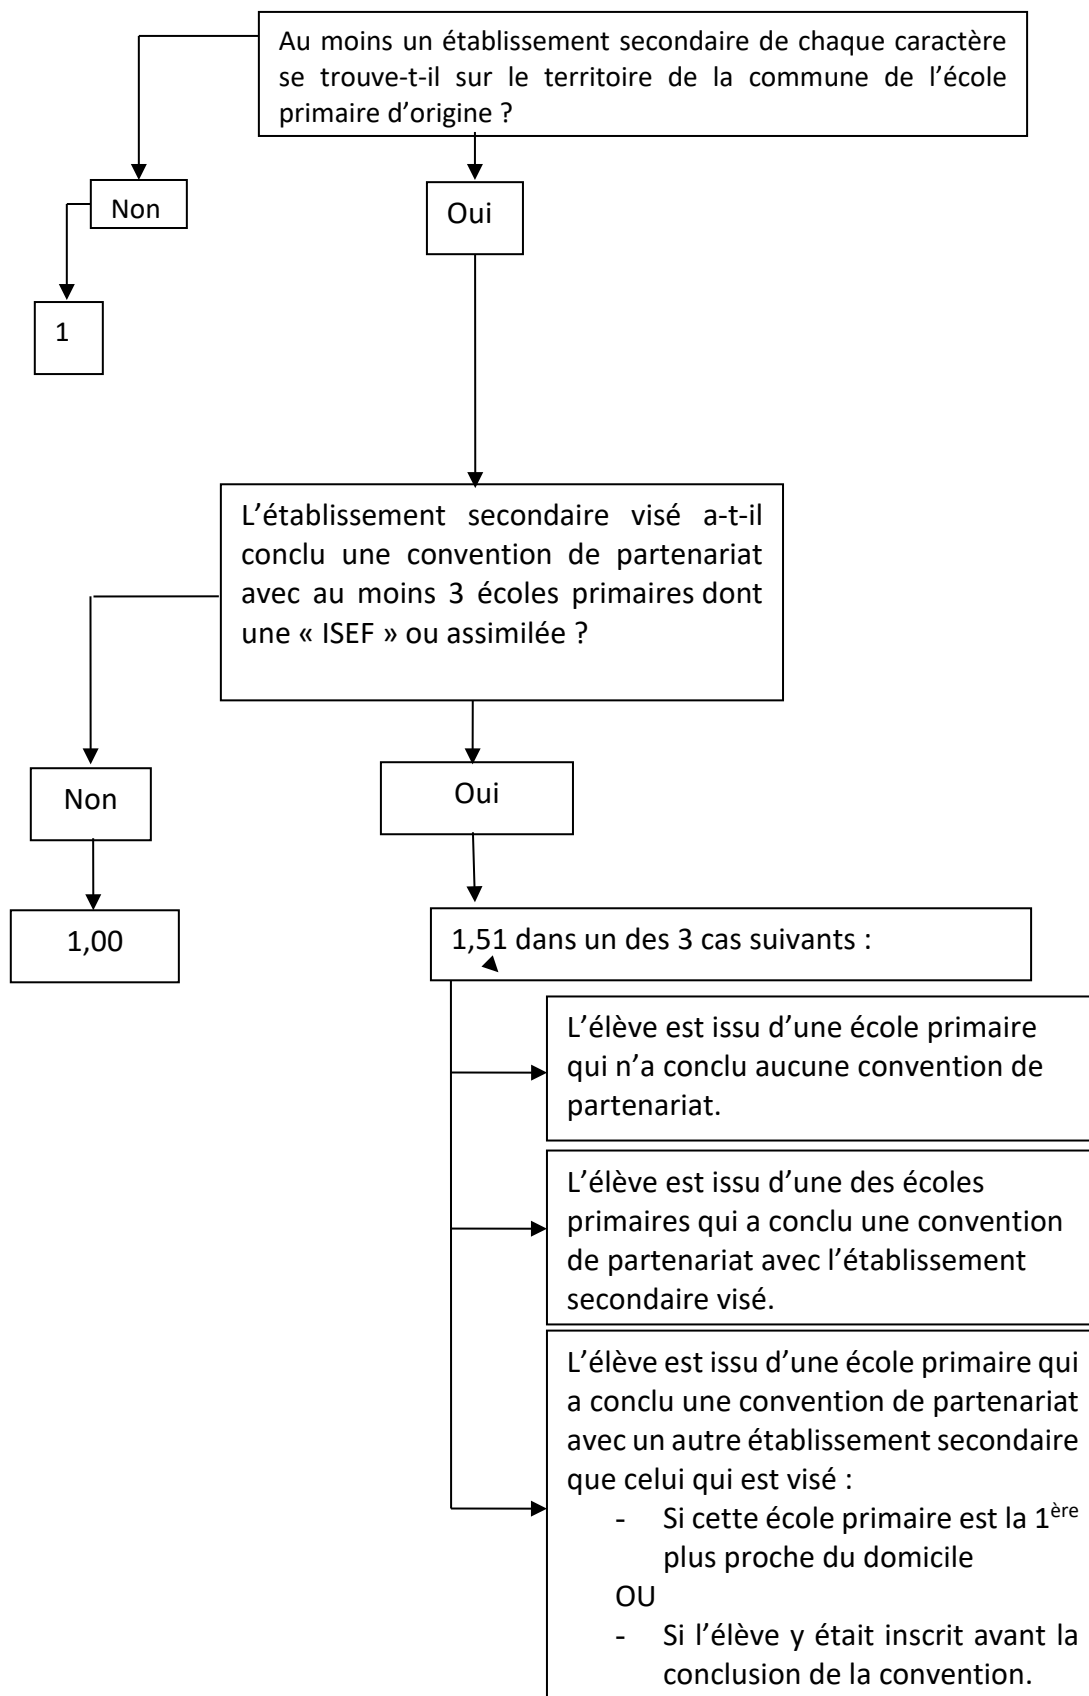 Au moins un établissement secondaire de chaque caractère
se trouve-t-il sur le territoire de la commune de l’école
primaire d’origine ?
Non
Oui
1
L’établissement secondaire visé a-t-il
conclu une convention de partenariat
avec au moins 3 écoles primaires dont
une « ISEF » ou assimilée ?
Non
Oui
1,00
1,51 dans un des 3 cas suivants :
L’élève est issu d’une école primaire
qui n’a conclu aucune convention de
partenariat.
L’élève est issu d’une des écoles
primaires qui a conclu une convention
de partenariat avec l’établissement
secondaire visé.
L’élève est issu d’une école primaire qui
a conclu une convention de partenariat
avec un autre établissement secondaire
que celui qui est visé :
- Si cette école primaire est la 1ère
plus proche du domicile
OU
- Si l’élève y était inscrit avant la
conclusion de la convention.